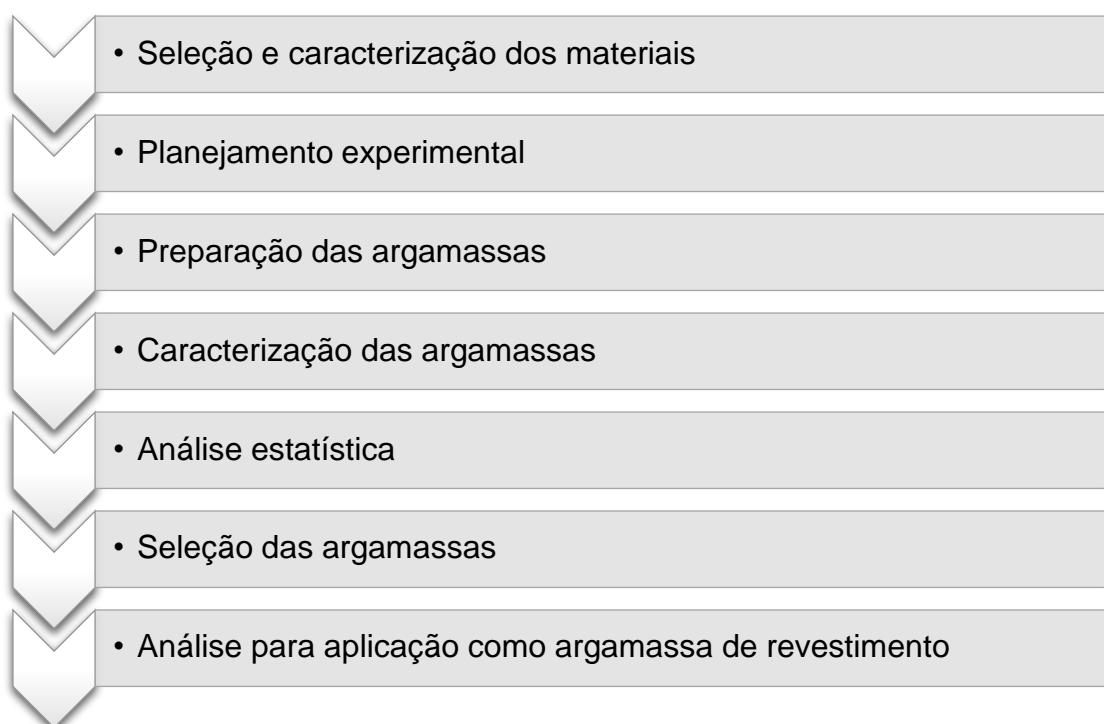 • Seleção e caracterização dos materiais
• Planejamento experimental
• Preparação das argamassas
• Caracterização das argamassas
• Análise estatística
• Seleção das argamassas
• Análise para aplicação como argamassa de revestimento